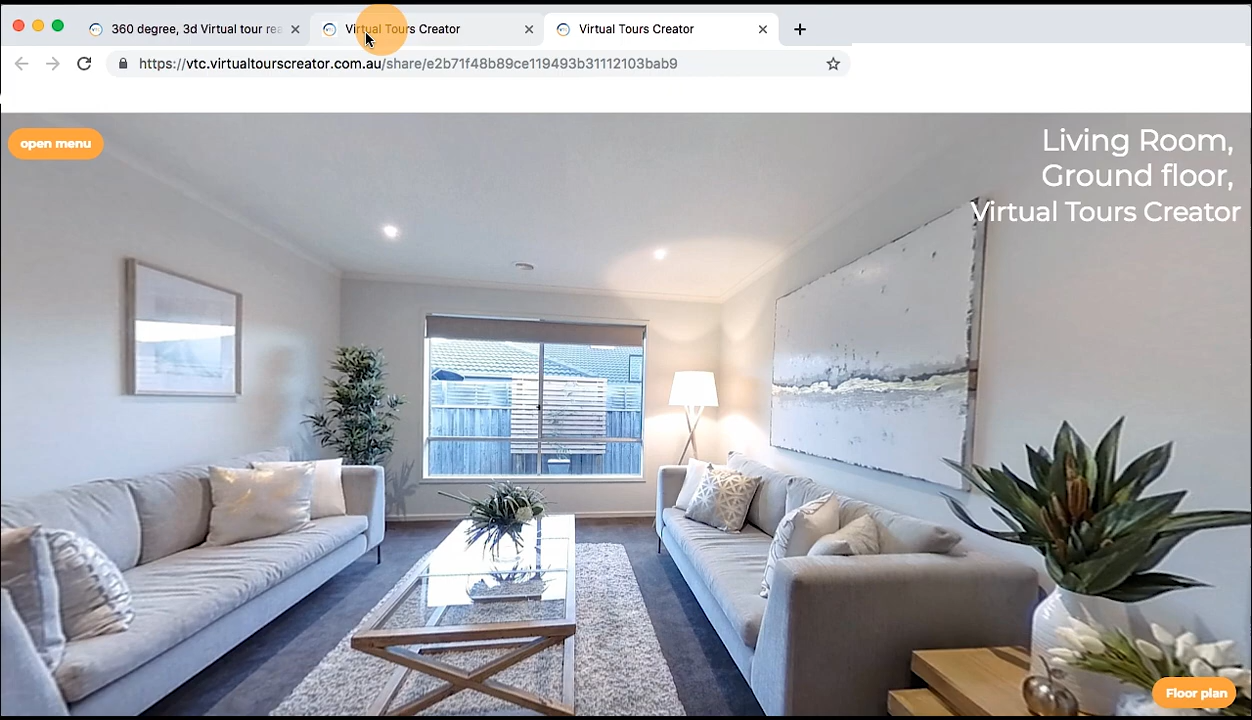 360 degree, 3d Virtual tour rea
Virtual Tours Creator
Virtual Tours Creator
https://vtc.virtualtourscreator.com.au/share/e2b71f48b89ce119493b31112103bab9
open menu
Living Room,
Ground floor,
Virtual Tours Creator
Floor plan